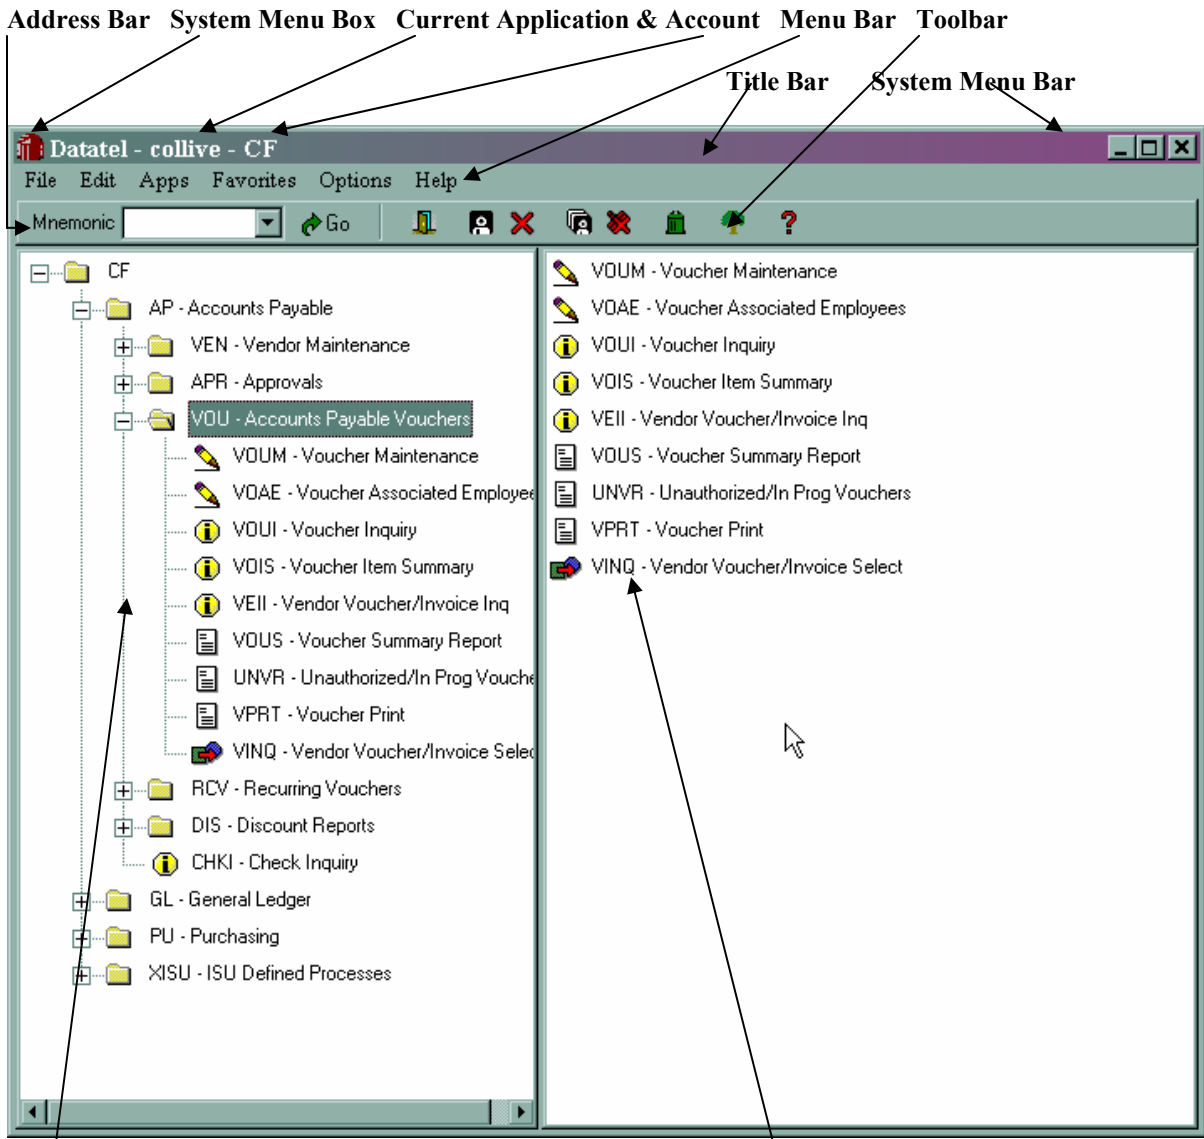 Address Bar System Menu Box Current Application & Account Menu Bar Toolbar
Title Bar System Menu Bar
Datatel - collive - CF
File Edit Apps Favorites Options Help
Mnemonic Go
CF
AP - Accounts Payable
VEN - Vendor Maintenance
APR - Approvals
VOU - Accounts Payable Vouchers
VOUM - Voucher Maintenance
VOAE - Voucher Associated Employee
VOUI - Voucher Inquiry
VOIS - Voucher Item Summary
VEII - Vendor Voucher/Invoice Inq
VOUS - Voucher Summary Report
UNVR - Unauthorized/In Prog Vouche
VPRT - Voucher Print
VINQ - Vendor Voucher/Invoice Selec
RCV - Recurring Vouchers
DIS - Discount Reports
CHKI - Check Inquiry
GL - General Ledger
PU - Purchasing
XISU - ISU Defined Processes
VOUM - Voucher Maintenance
VOAE - Voucher Associated Employees
VOUI - Voucher Inquiry
VOIS - Voucher Item Summary
VEII - Vendor Voucher/Invoice Inq
VOUS - Voucher Summary Report
UNVR - Unauthorized/In Prog Vouchers
VPRT - Voucher Print
VINQ - Vendor Voucher/Invoice Select